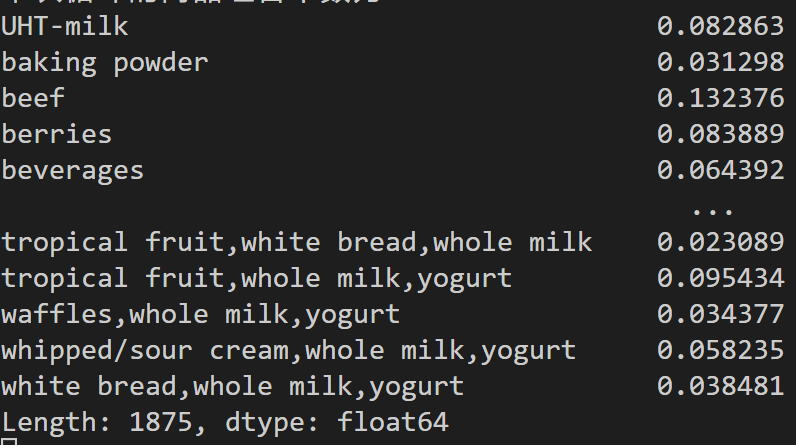 UHT-milk 0.082863
baking powder 0.031298
beef 0.132376
berries 0.083889
beverages 0.064392
...
tropical fruit,white bread,whole milk 0.023089
tropical fruit,whole milk,yogurt 0.095434
waffles,whole milk,yogurt 0.034377
whipped/sour cream,whole milk,yogurt 0.058235
white bread,whole milk,yogurt 0.038481
Length: 1875, dtype: float64